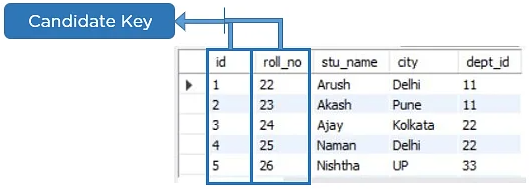 Candidate Key
id roll_no stu_name city dept_id
1 22 Arush Delhi 11
2 23 Akash Pune 11
3 24 Ajay Kolkata 22
4 25 Naman Delhi 22
5 26 Nishtha UP 33